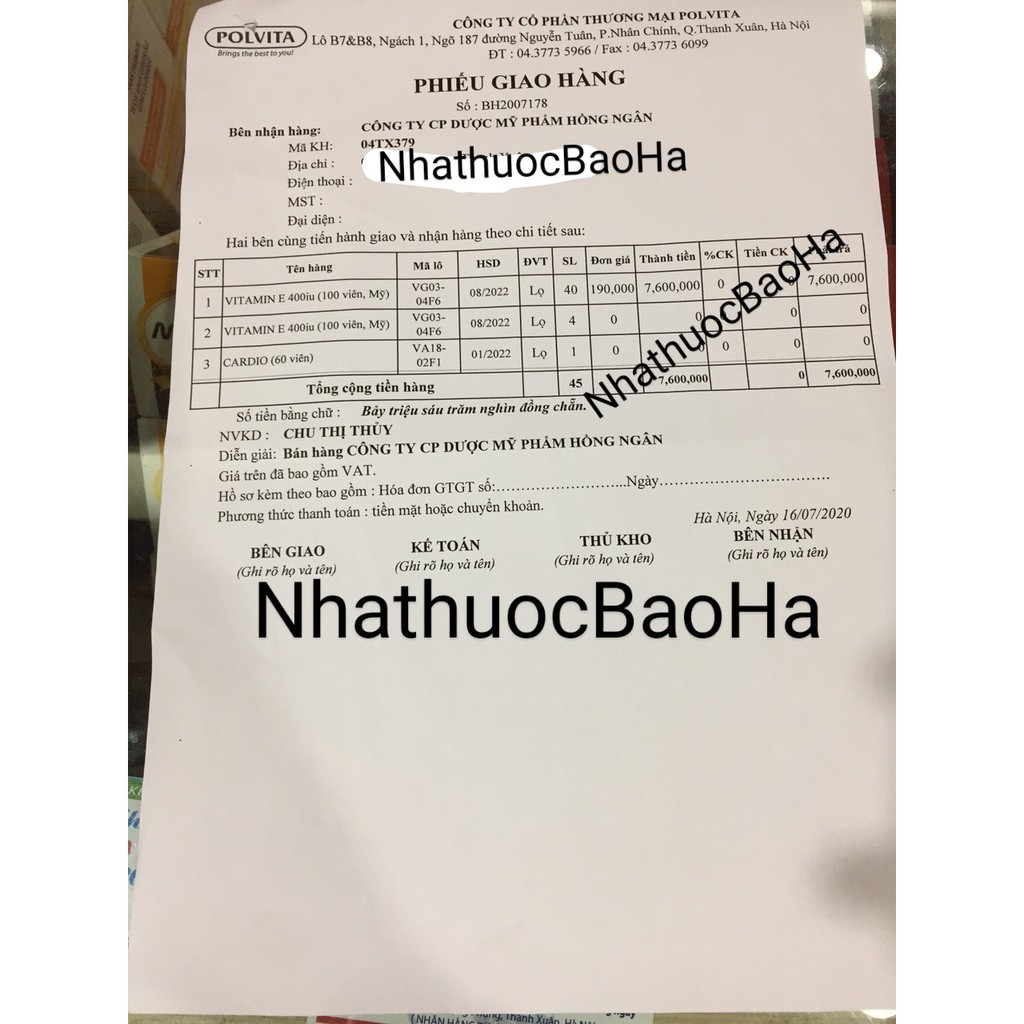 CÔNG TY CỔ PHẦN THƯƠNG MẠI POLVITA
POLVITA
Brings the best to you!
Lô B7&B8, Ngách 1, Ngõ 187 đường Nguyễn Tuân, P.Nhân Chính, Q.Thanh Xuân, Hà Nội
ĐT : 04.3773 5966 / Fax : 04.3773 6099
PHIẾU GIAO HÀNG
Số : BH2007178
Bên nhận hàng: CÔNG TY CP DƯỢC MỸ PHẨM HỒNG NGÂN
Mã KH: 04TX379
Địa chỉ :
NhathuocBaoHa
Điện thoại :
MST :
Đại diện :
Hai bên cùng tiến hành giao và nhận hàng theo chi tiết sau:
STT Tên hàng Mã lô HSD ĐVT SL Đơn giá Thành tiền %CK Tiền CK
1 VITAMIN E 400iu (100 viên, Mỹ) VG03-04F6 08/2022 Lọ 40 190,000 7,600,000 0 0 7,600,000
2 VITAMIN E 400iu (100 viên, Mỹ) VG03-04F6 08/2022 Lọ 4 0 0 0 0
3 CARDIO (60 viên) VA18-02F1 01/2022 Lọ 1 0 0 0 0 0
Tổng cộng tiền hàng 45 7,600,000 0 7,600,000
NhathuocBaoHa
Số tiền bằng chữ : Bảy triệu sáu trăm nghìn đồng chẵn.
NVKD : CHU THỊ THỦY
Diễn giải: Bán hàng CÔNG TY CP DƯỢC MỸ PHẨM HỒNG NGÂN
Giá trên đã bao gồm VAT.
Hồ sơ kèm theo bao gồm : Hóa đơn GTGT số:...........................Ngày..................................
Phương thức thanh toán : tiền mặt hoặc chuyển khoản.
Hà Nội, Ngày 16/07/2020
BÊN GIAO KẾ TOÁN THỦ KHO BÊN NHẬN
(Ghi rõ họ và tên) (Ghi rõ họ và tên) (Ghi rõ họ và tên) (Ghi rõ họ và tên)
NhathuocBaoHa